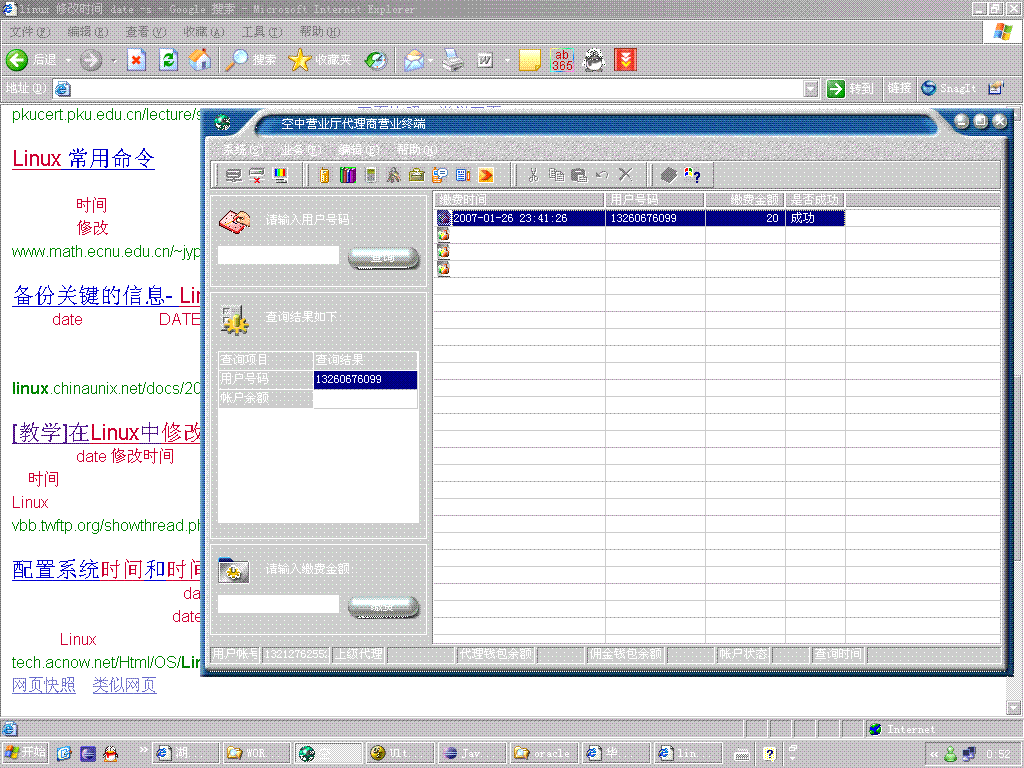 linux 修改时间 date -s - Google 搜索 - Microsoft Internet Explorer
文件(F) 编辑(E) 查看(V) 收藏(A) 工具(T) 帮助(H)
后退 搜索 收藏夹
地址(D) 转到 链接 SnagIt
pkucert.pku.edu.cn/lecture/s
Linux 常用命令
时间
修改
www.math.ecnu.edu.cn/~jyp
备份关键的信息- Lin
date DATE
linux.chinaunix.net/docs/20
[教学]在Linux中修改
date 修改时间
时间
Linux
vbb.twftp.org/showthread.ph
配置系统时间和时间
da
date
Linux
tech.acnow.net/Html/OS/Lin
网页快照 类似网页
空中营业厅代理商营业终端
系统(S) 业务(Y) 编辑(E) 帮助(H)
请输入用户号码:
查询
查询结果如下:
查询项目 查询结果
用户号码 13260676099
帐户余额
请输入缴费金额:
缴费时间 用户号码 缴费金额 是否成功
2007-01-26 23:41:26 13260676099 20 成功
用户帐号 1321276255 上级代理 代理钱包余额 佣金钱包余额 帐户状态 查询时间
Internet
开始 湖 WOR 空 Ult Jav oracle 华 lin 0:52